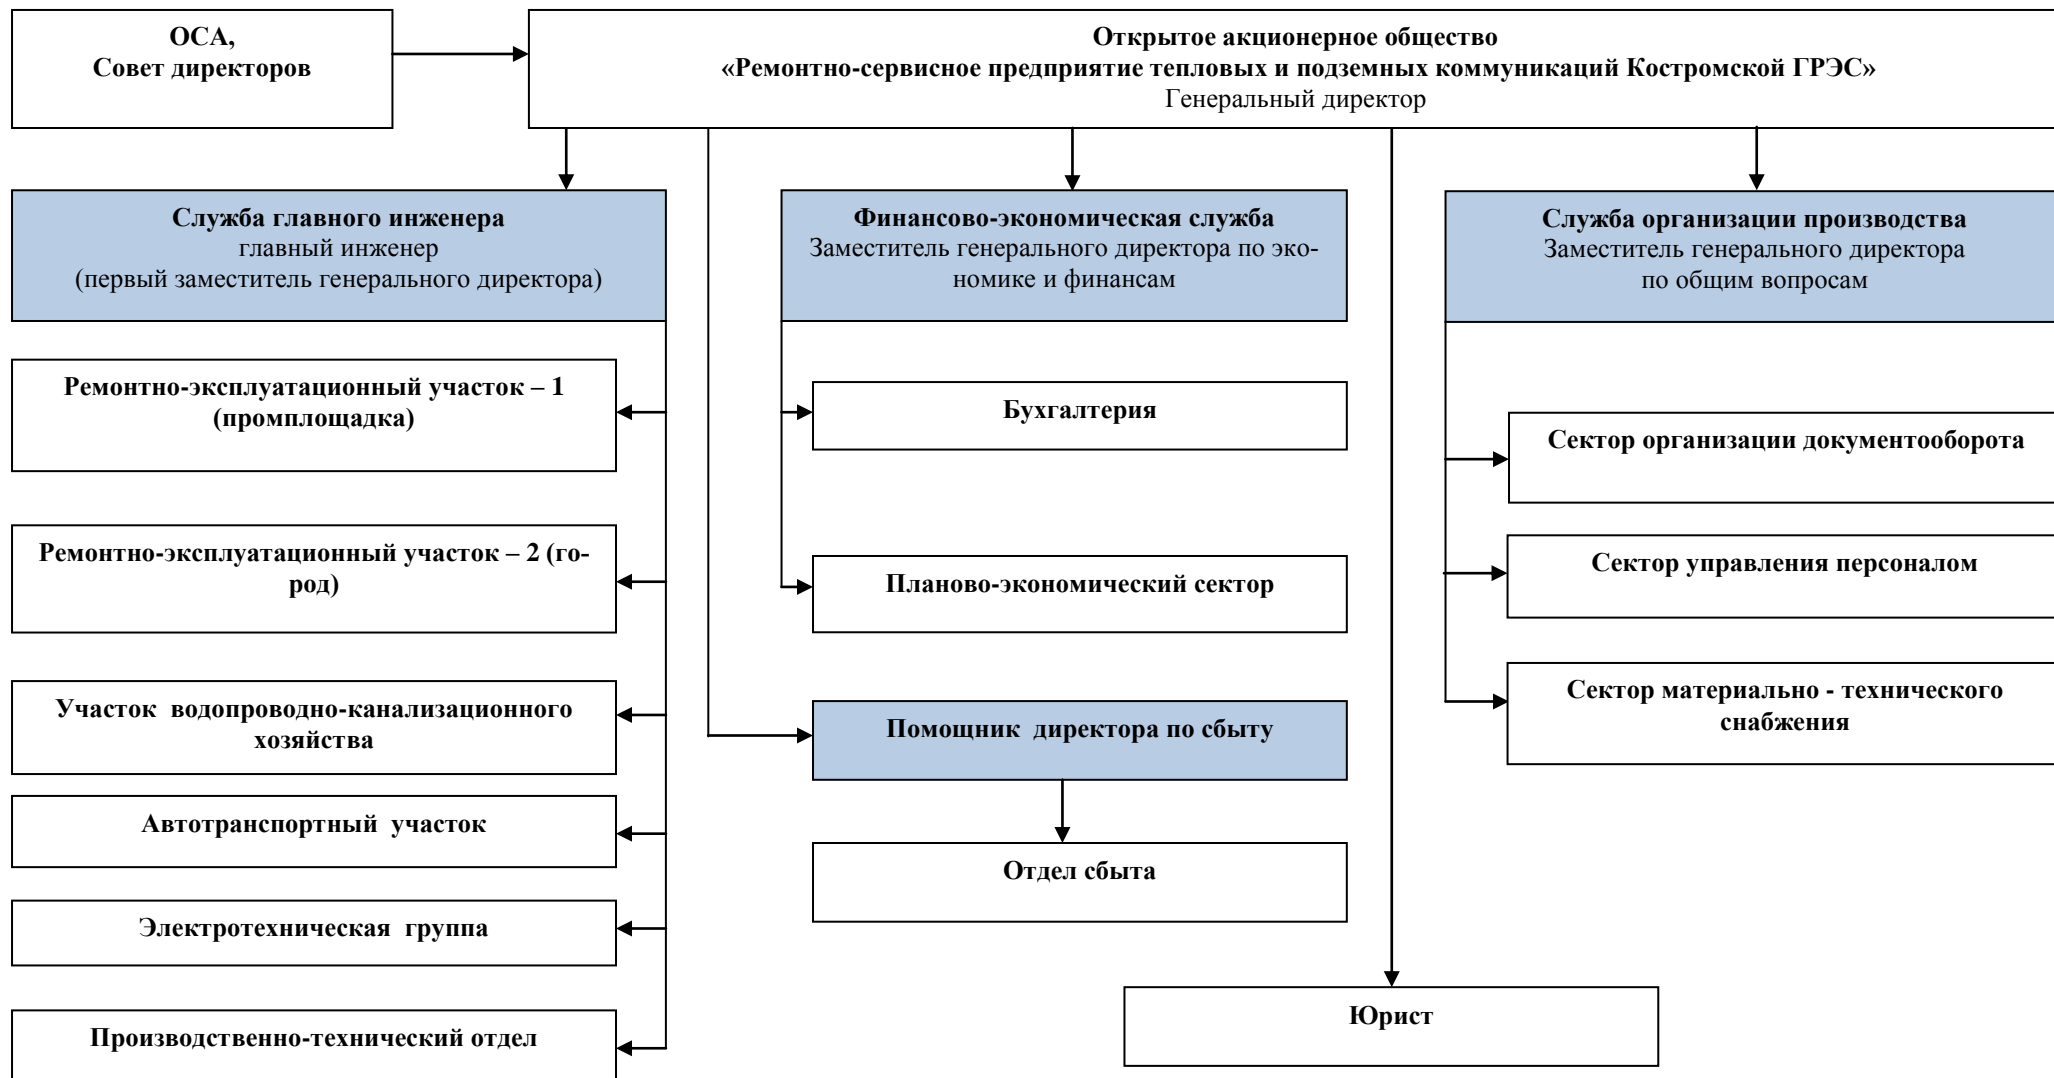 ОСА,
Совет директоров
Открытое акционерное общество
«Ремонтно-сервисное предприятие тепловых и подземных коммуникаций Костромской ГРЭС»
Генеральный директор
Служба главного инженера
главный инженер
(первый заместитель генерального директора)
Финансово-экономическая служба
Заместитель генерального директора по эко-
номике и финансам
Служба организации производства
Заместитель генерального директора
по общим вопросам
Ремонтно-эксплуатационный участок – 1
(промплощадка)
Ремонтно-эксплуатационный участок – 2 (го-
род)
Участок водопроводно-канализационного
хозяйства
Автотранспортный участок
Электротехническая группа
Производственно-технический отдел
Бухгалтерия
Планово-экономический сектор
Помощник директора по сбыту
Отдел сбыта
Юрист
Сектор организации документооборота
Сектор управления персоналом
Сектор материально - технического
снабжения